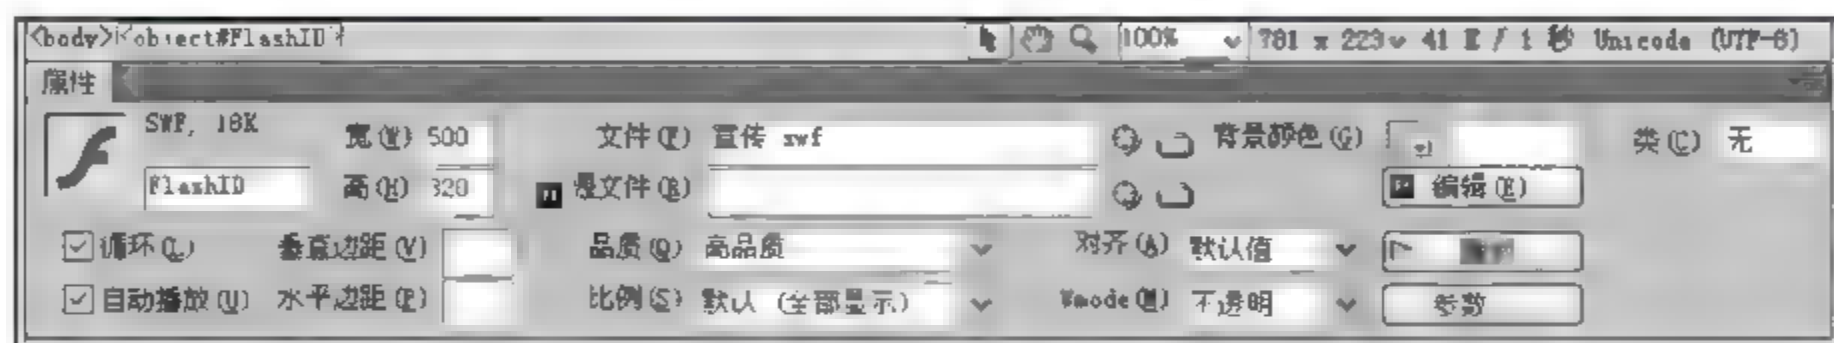 <body> <object#FlashID> 100% 781 x 223 41 K / 1 秒 Unicode (UTF-8)
属性
SWF, 18K 宽(W) 500 文件(F) 宣传 swf 背景颜色(G) 类(C) 无
FlashID 高(H) 320 源文件(R) 编辑(E)
循环(L) 垂直边距(V) 品质(Q) 高品质 对齐(A) 默认值
自动播放(U) 水平边距(P) 比例(S) 默认 (全部显示) Wmode(M) 不透明 参数